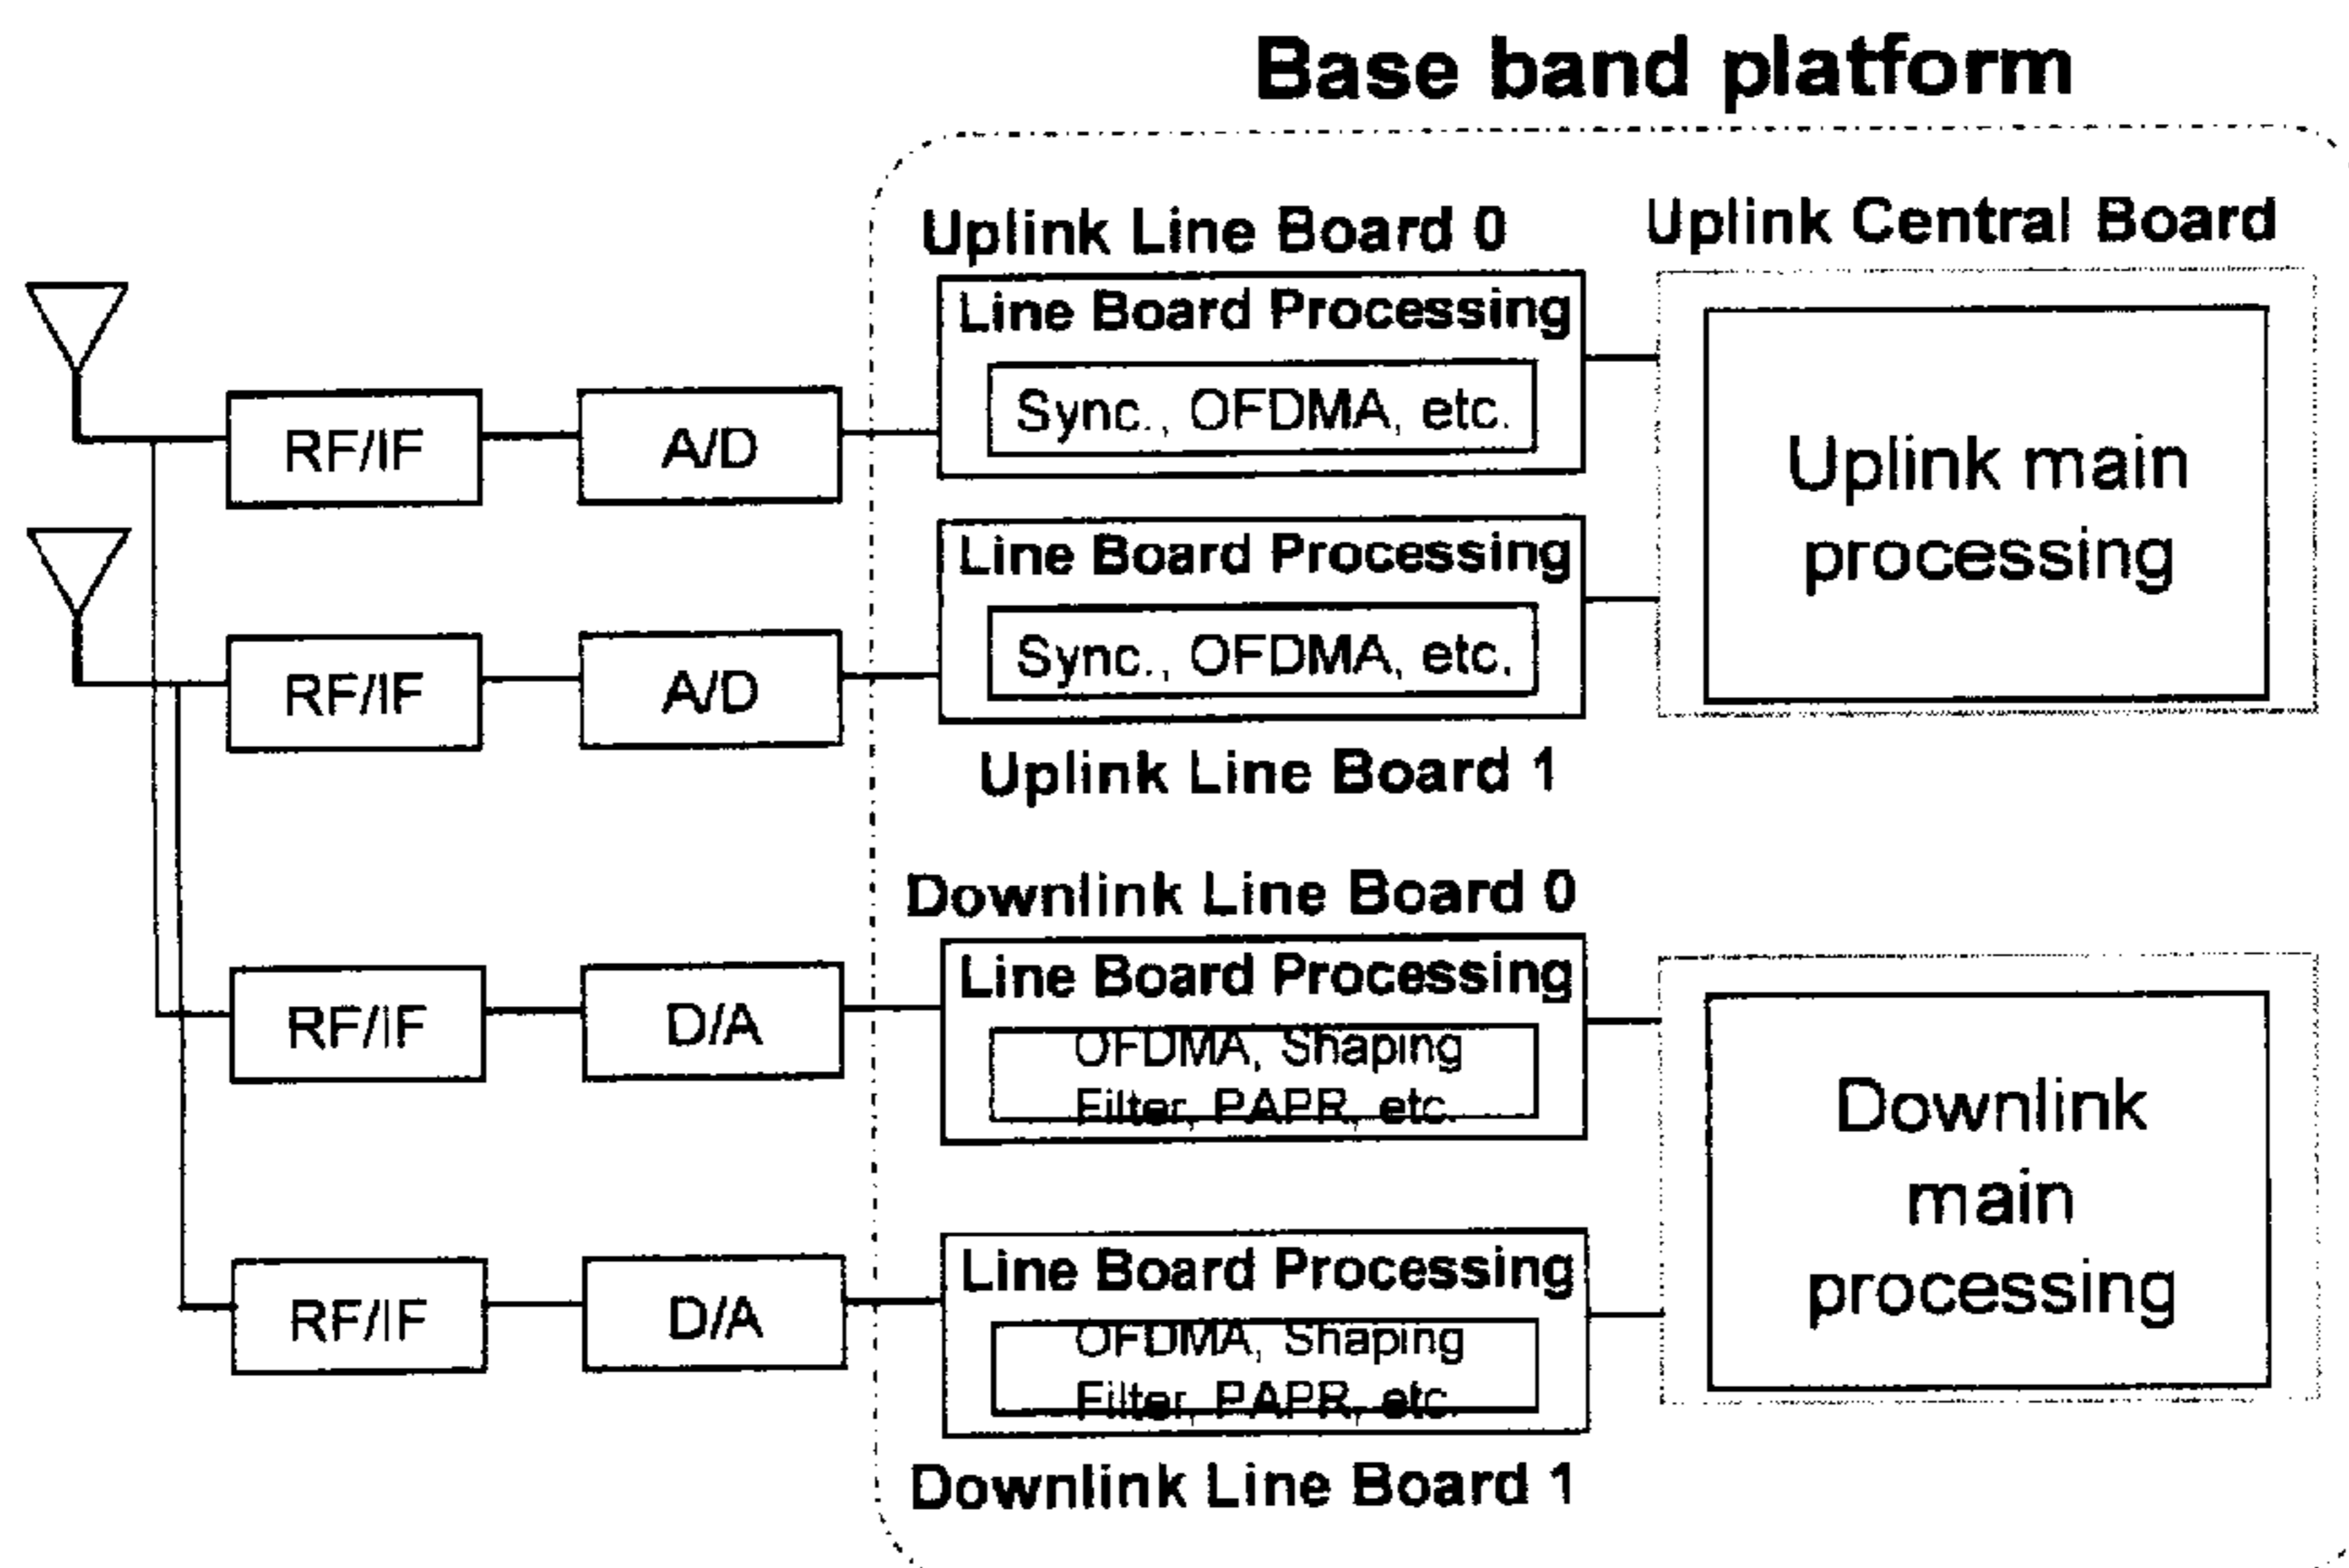 Base band platform
Uplink Line Board 0
Uplink Central Board
Line Board Processing
Sync., OFDMA, etc.
RF/IF
A/D
Uplink main
processing
Line Board Processing
Sync., OFDMA, etc.
RF/IF
A/D
Uplink Line Board 1
Downlink Line Board 0
Line Board Processing
OFDMA, Shaping
Filter, PAPR, etc.
RF/IF
D/A
Downlink
main
processing
Line Board Processing
OFDMA, Shaping
Filter, PAPR, etc.
RF/IF
D/A
Downlink Line Board 1